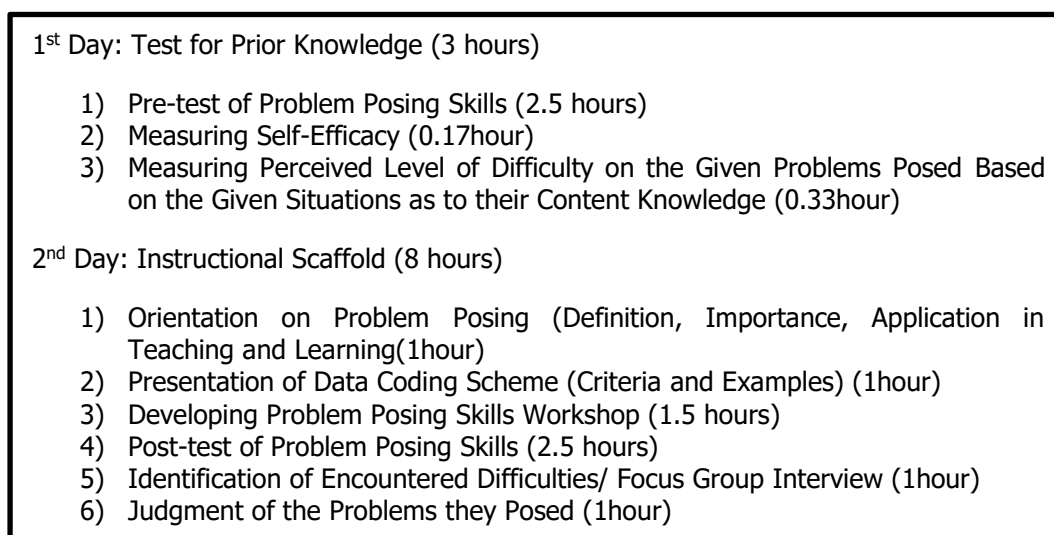 1st Day: Test for Prior Knowledge (3 hours)
1) Pre-test of Problem Posing Skills (2.5 hours)
2) Measuring Self-Efficacy (0.17hour)
3) Measuring Perceived Level of Difficulty on the Given Problems Posed Based
on the Given Situations as to their Content Knowledge (0.33hour)
2nd Day: Instructional Scaffold (8 hours)
1) Orientation on Problem Posing (Definition, Importance, Application in
Teaching and Learning(1hour)
2) Presentation of Data Coding Scheme (Criteria and Examples) (1hour)
3) Developing Problem Posing Skills Workshop (1.5 hours)
4) Post-test of Problem Posing Skills (2.5 hours)
5) Identification of Encountered Difficulties/ Focus Group Interview (1hour)
6) Judgment of the Problems they Posed (1hour)